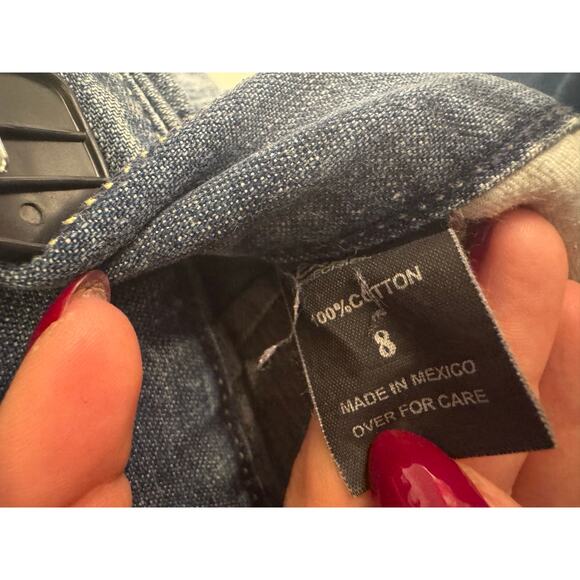 100% COTTON
8
MADE IN MEXICO
OVER FOR CARE